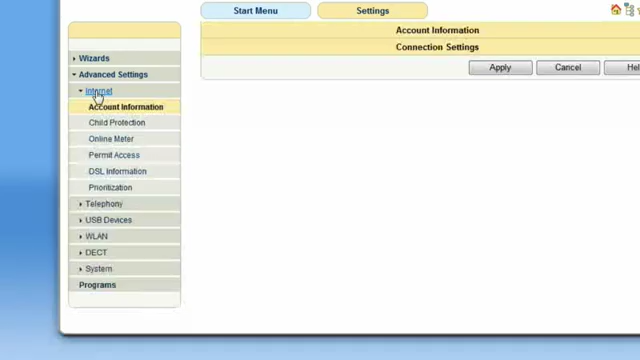 Start Menu
Settings
Account Information
Connection Settings
Apply
Cancel
Hel
Wizards
Advanced Settings
Internet
Account Information
Child Protection
Online Meter
Permit Access
DSL Information
Prioritization
Telephony
USB Devices
WLAN
DECT
System
Programs